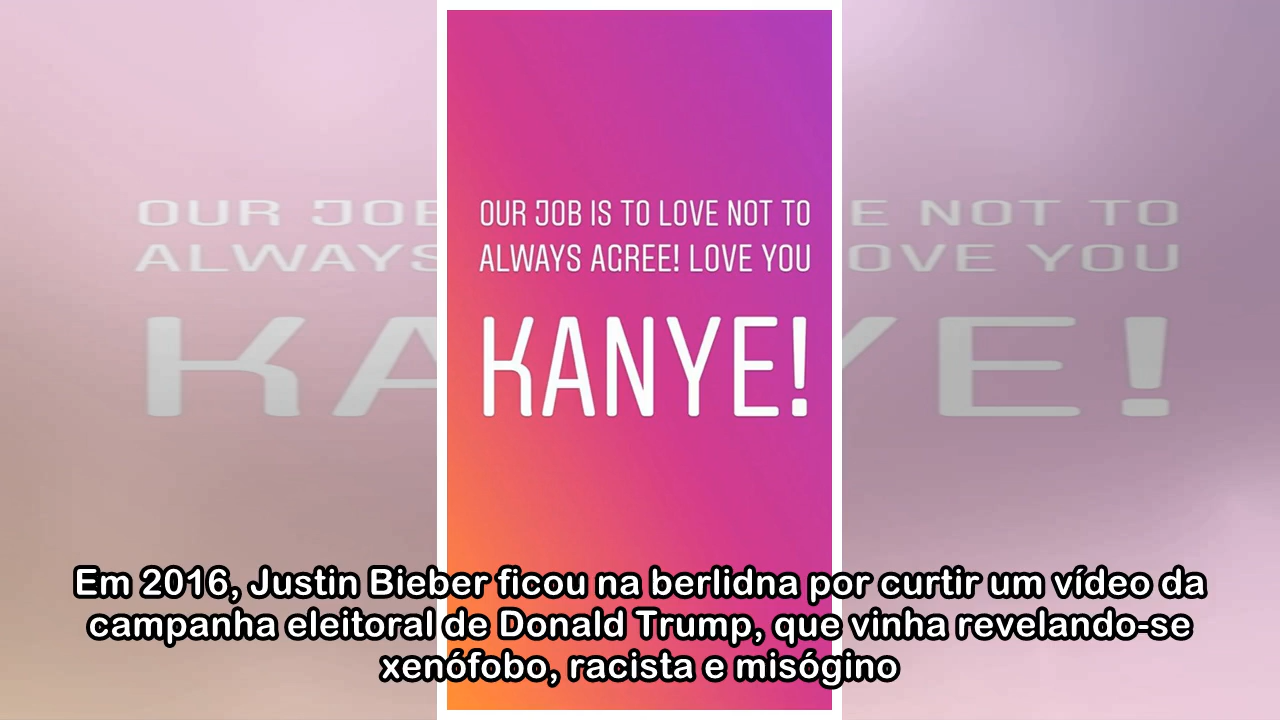 OUR JOB IS TO LOVE NOT TO
ALWAYS AGREE! LOVE YOU
KANYE!
Em 2016, Justin Bieber ficou na berlidna por curtir um vídeo da
campanha eleitoral de Donald Trump, que vinha revelando-se
xenófobo, racista e misógino